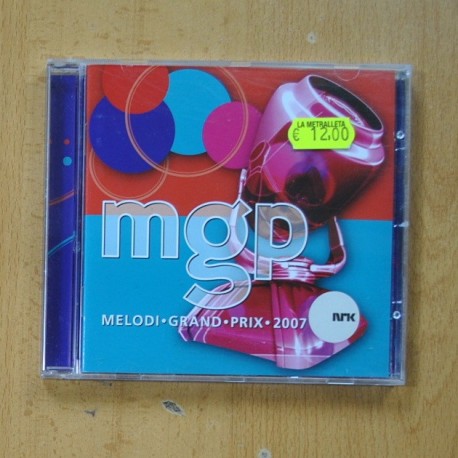 LA METRALLETA
€ 12.00
mgp
MELODI•GRAND•PRIX•2007
NRK